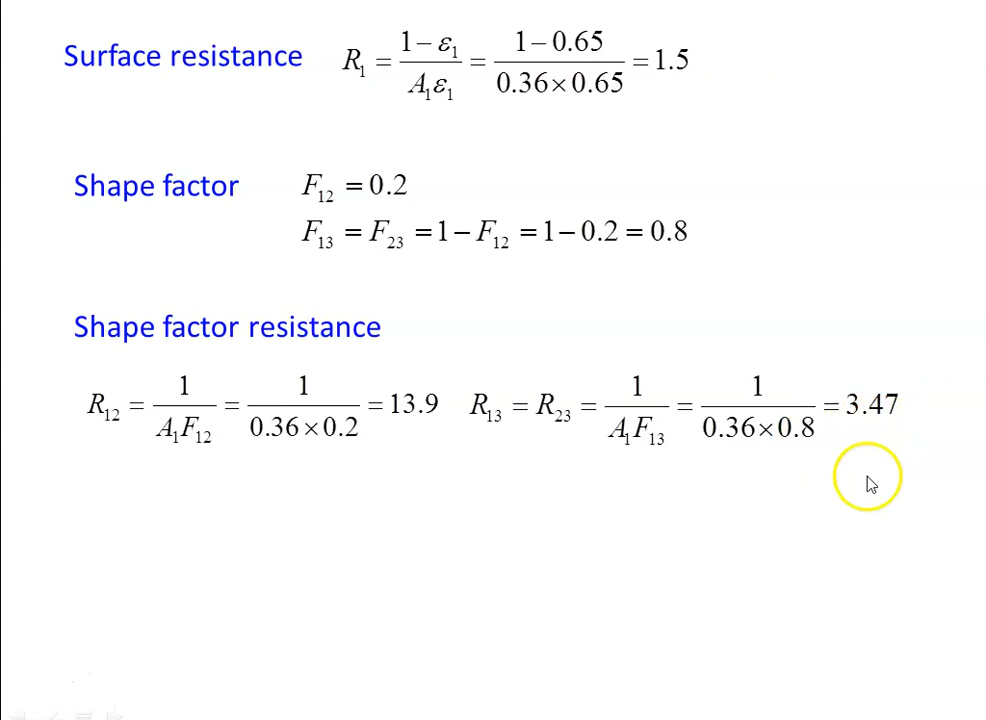 Surface resistance R₁ = (1 − ε₁)/(A₁ε₁) = (1 − 0.65)/(0.36 × 0.65) = 1.5
Shape factor F₁₂ = 0.2
F₁₃ = F₂₃ = 1 − F₁₂ = 1 − 0.2 = 0.8
Shape factor resistance
R₁₂ = 1/(A₁F₁₂) = 1/(0.36 × 0.2) = 13.9 R₁₃ = R₂₃ = 1/(A₁F₁₃) = 1/(0.36 × 0.8) = 3.47